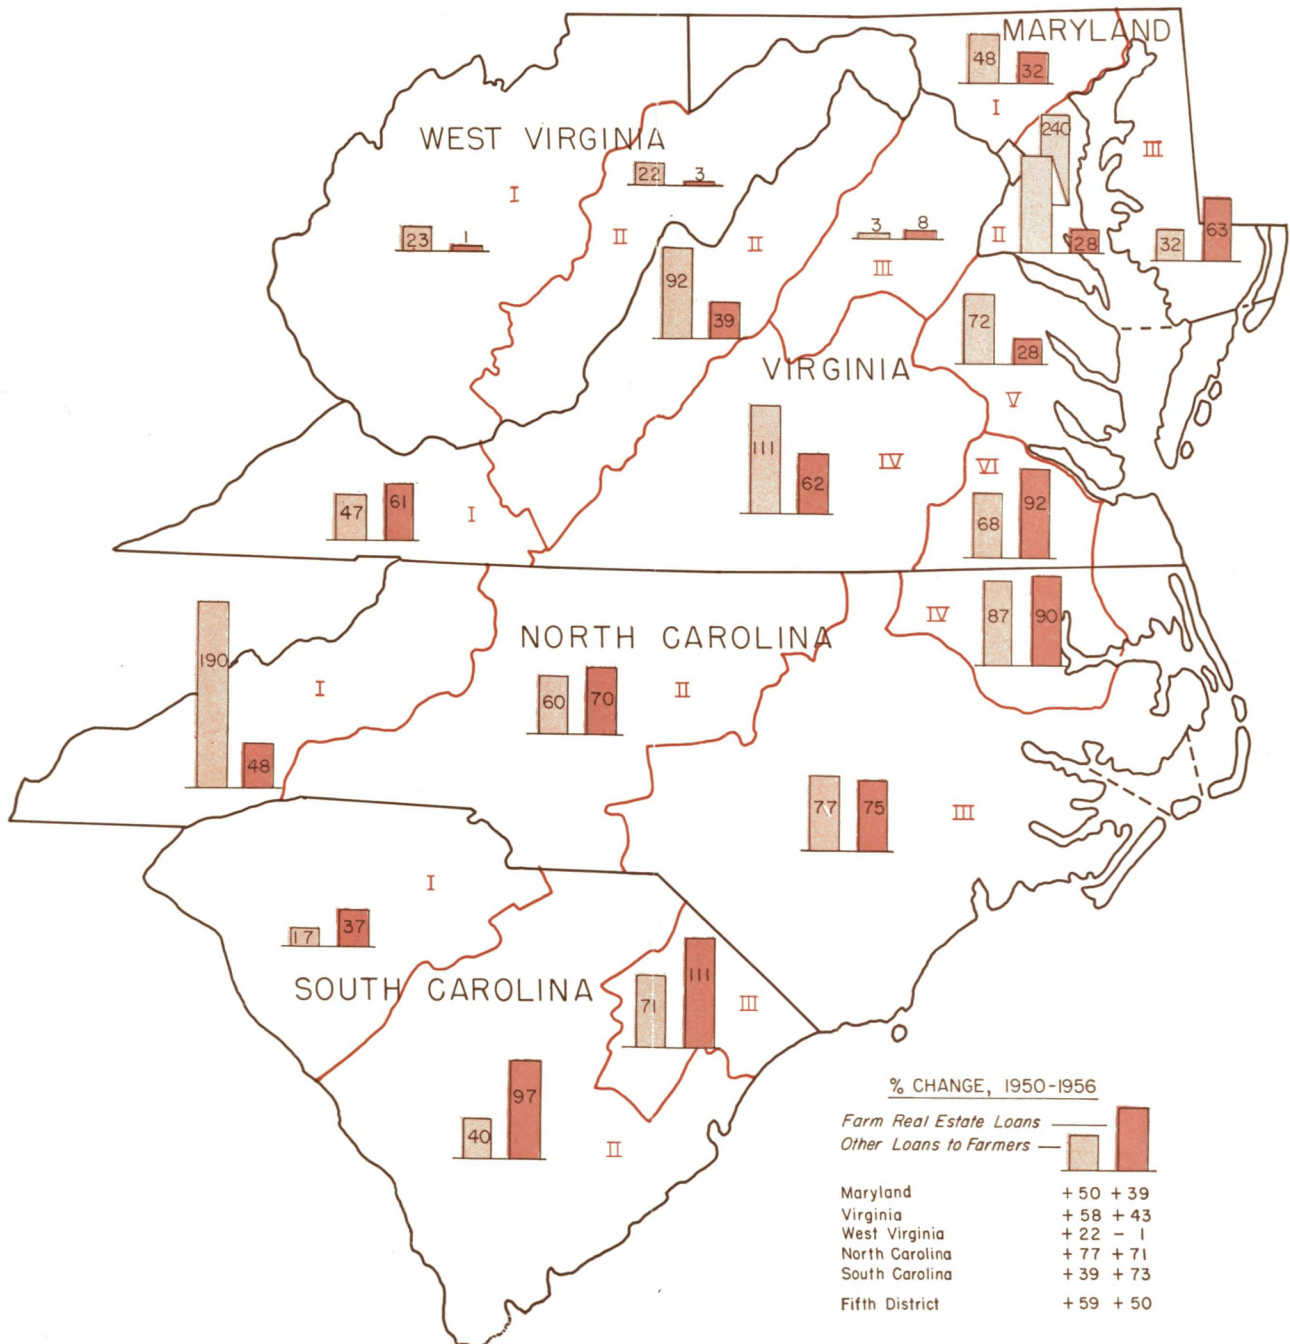 MARYLAND
48 32
I
WEST VIRGINIA
240
III
22 3
I
23 1
II
II
3 8
II
28
32 63
III
92
39
72
28
VIRGINIA
V
111
62
IV
VI
47 61
I
68 92
IV
87 90
NORTH CAROLINA
190
I
60 70
II
48
77 75
III
I
17 37
SOUTH CAROLINA
71 111
III
40 97
II
% CHANGE, 1950-1956
Farm Real Estate Loans
Other Loans to Farmers
Maryland +50 +39
Virginia +58 +43
West Virginia +22 - 1
North Carolina +77 +71
South Carolina +39 +73
Fifth District +59 +50